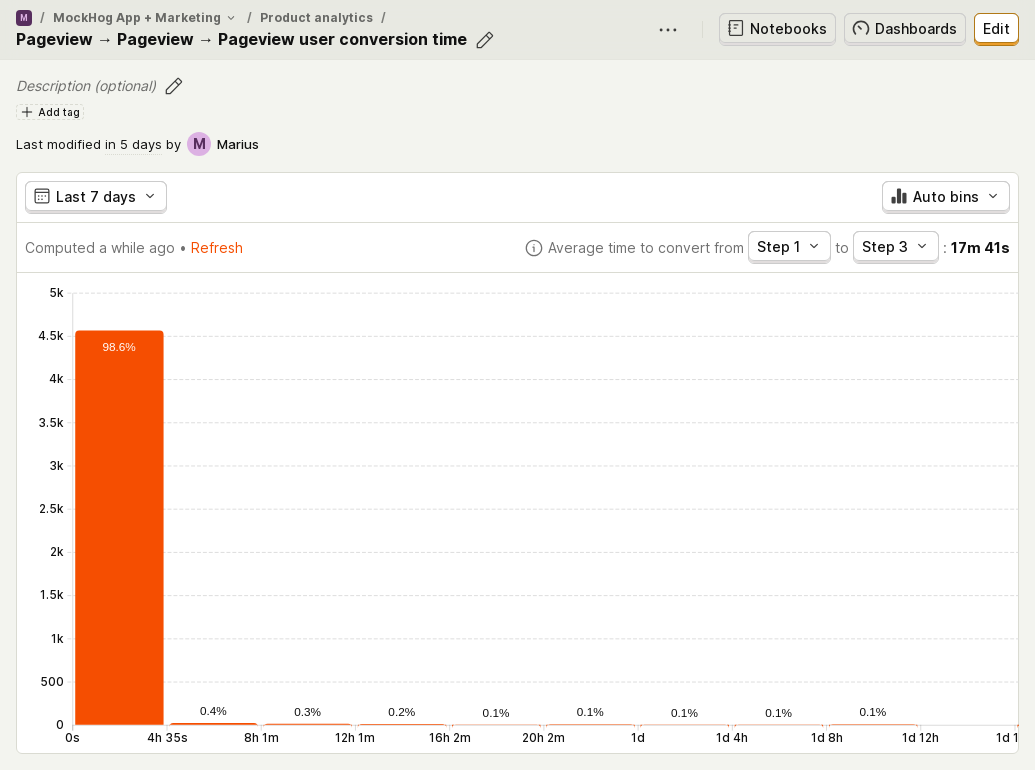 M / MockHog App + Marketing / Product analytics /
Pageview → Pageview → Pageview user conversion time
Notebooks
Dashboards
Edit
Description (optional)
Add tag
Last modified in 5 days by M Marius
Last 7 days
Auto bins
Computed a while ago • Refresh
Average time to convert from Step 1 to Step 3 : 17m 41s
5k
4.5k
4k
3.5k
3k
2.5k
2k
1.5k
1k
500
0
98.6%
0.4%
0.3%
0.2%
0.1%
0.1%
0.1%
0.1%
0.1%
0s
4h 35s
8h 1m
12h 1m
16h 2m
20h 2m
1d
1d 4h
1d 8h
1d 12h
1d 1